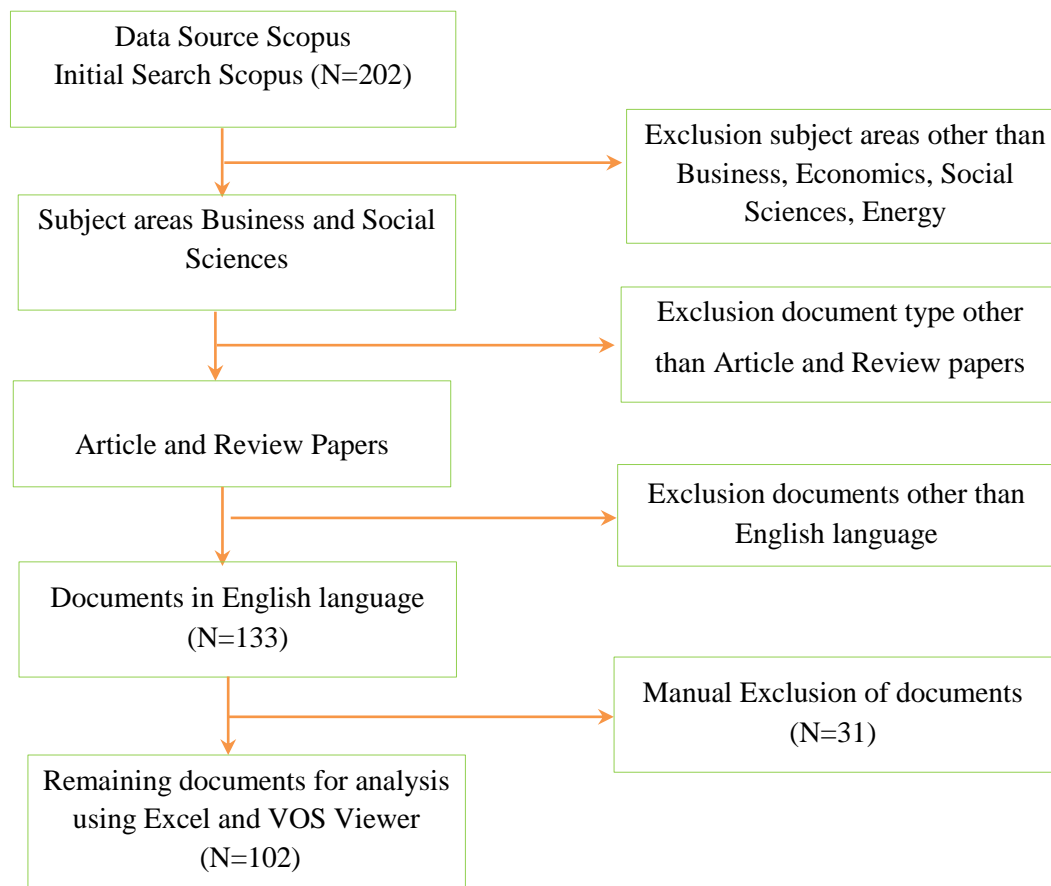 Data Source Scopus
Initial Search Scopus (N=202)
Exclusion subject areas other than
Business, Economics, Social
Sciences, Energy
Subject areas Business and Social
Sciences
Exclusion document type other
than Article and Review papers
Article and Review Papers
Exclusion documents other than
English language
Documents in English language
(N=133)
Manual Exclusion of documents
(N=31)
Remaining documents for analysis
using Excel and VOS Viewer
(N=102)